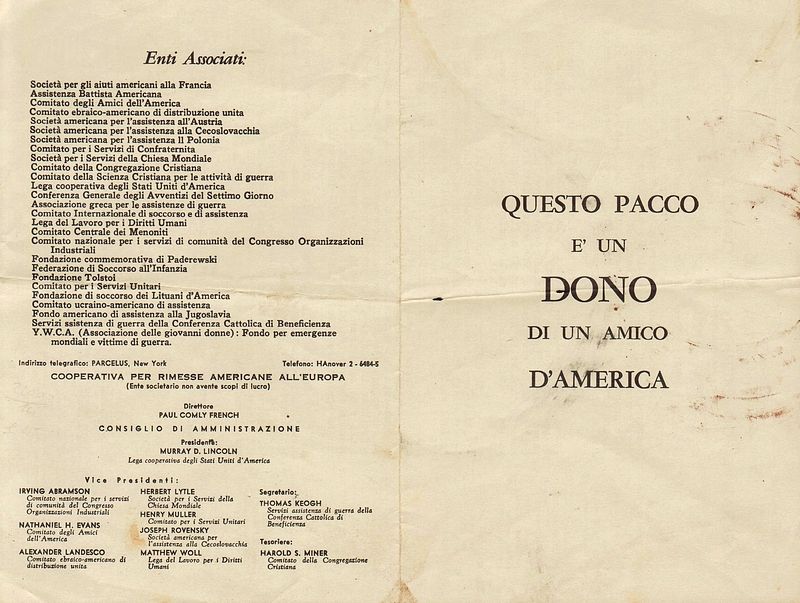 Enti Associati:
Società per gli aiuti americani alla Francia
Assistenza Battista Americana
Comitato degli Amici dell'America
Comitato ebraico-americano di distribuzione unita
Società americana per l'assistenza all'Austria
Società americana per l'assistenza alla Cecoslovacchia
Società americana per l'assistenza ll Polonia
Comitato per i Servizi di Confraternita
Società per i Servizi della Chiesa Mondiale
Comitato della Congregazione Cristiana
Comitato della Scienza Cristiana per le attività di guerra
Lega cooperativa degli Stati Uniti d'America
Conferenza Generale degli Avventizi del Settimo Giorno
Associazione greca per le assistenze di guerra
Comitato Internazionale di soccorso e di assistenza
Lega del Lavoro per i Diritti Umani
Comitato Centrale dei Menoniti
Comitato nazionale per i servizi di comunità del Congresso Organizzazioni
Industriali
Fondazione commemorativa di Paderewski
Federazione di Soccorso all'Infanzia
Fondazione Tolstoi
Comitato per i Servizi Unitari
Fondazione di soccorso dei Lituani d'America
Comitato ucraino-americano di assistenza
Fondo americano di assistenza alla Jugoslavia
Servizi ssistenza di guerra della Conferenza Cattolica di Beneficenza
Y.W.C.A. (Associazione delle giovanni donne): Fondo per emergenze
mondiali e vittime di guerra.
Indirizzo telegrafico: PARCELUS, New York Telefono: HAnover 2 - 6484-5
COOPERATIVA PER RIMESSE AMERICANE ALL'EUROPA
(Ente societario non avente scopi di lucro)
Direttore
PAUL COMLY FRENCH
CONSIGLIO DI AMMINISTRAZIONE
Presidente:
MURRAY D. LINCOLN
Lega cooperativa degli Stati Uniti d'America
Vice Presidenti:
IRVING ABRAMSON
Comitato nazionale per i servizi
di comunità del Congresso
Organizzazioni Industriali
NATHANIEL H. EVANS
Comitato degli Amici
dell'America
ALEXANDER LANDESCO
Comitato ebraico-americano di
distribuzione unita
HERBERT LYTLE
Società per i Servizi della
Chiesa Mondiale
HENRY MULLER
Comitato per i Servizi Unitari
JOSEPH ROVENSKY
Società americana per
l'assistenza alla Cecoslovacchia
MATTHEW WOLL
Lega del Lavoro per i Diritti
Umani
Segretario:
THOMAS KEOGH
Servizi assistenza di guerra della
Conferenza Cattolica di
Beneficenza
Tesoriere:
HAROLD S. MINER
Comitato della Congregazione
Cristiana
QUESTO PACCO
E' UN
DONO
DI UN AMICO
D'AMERICA